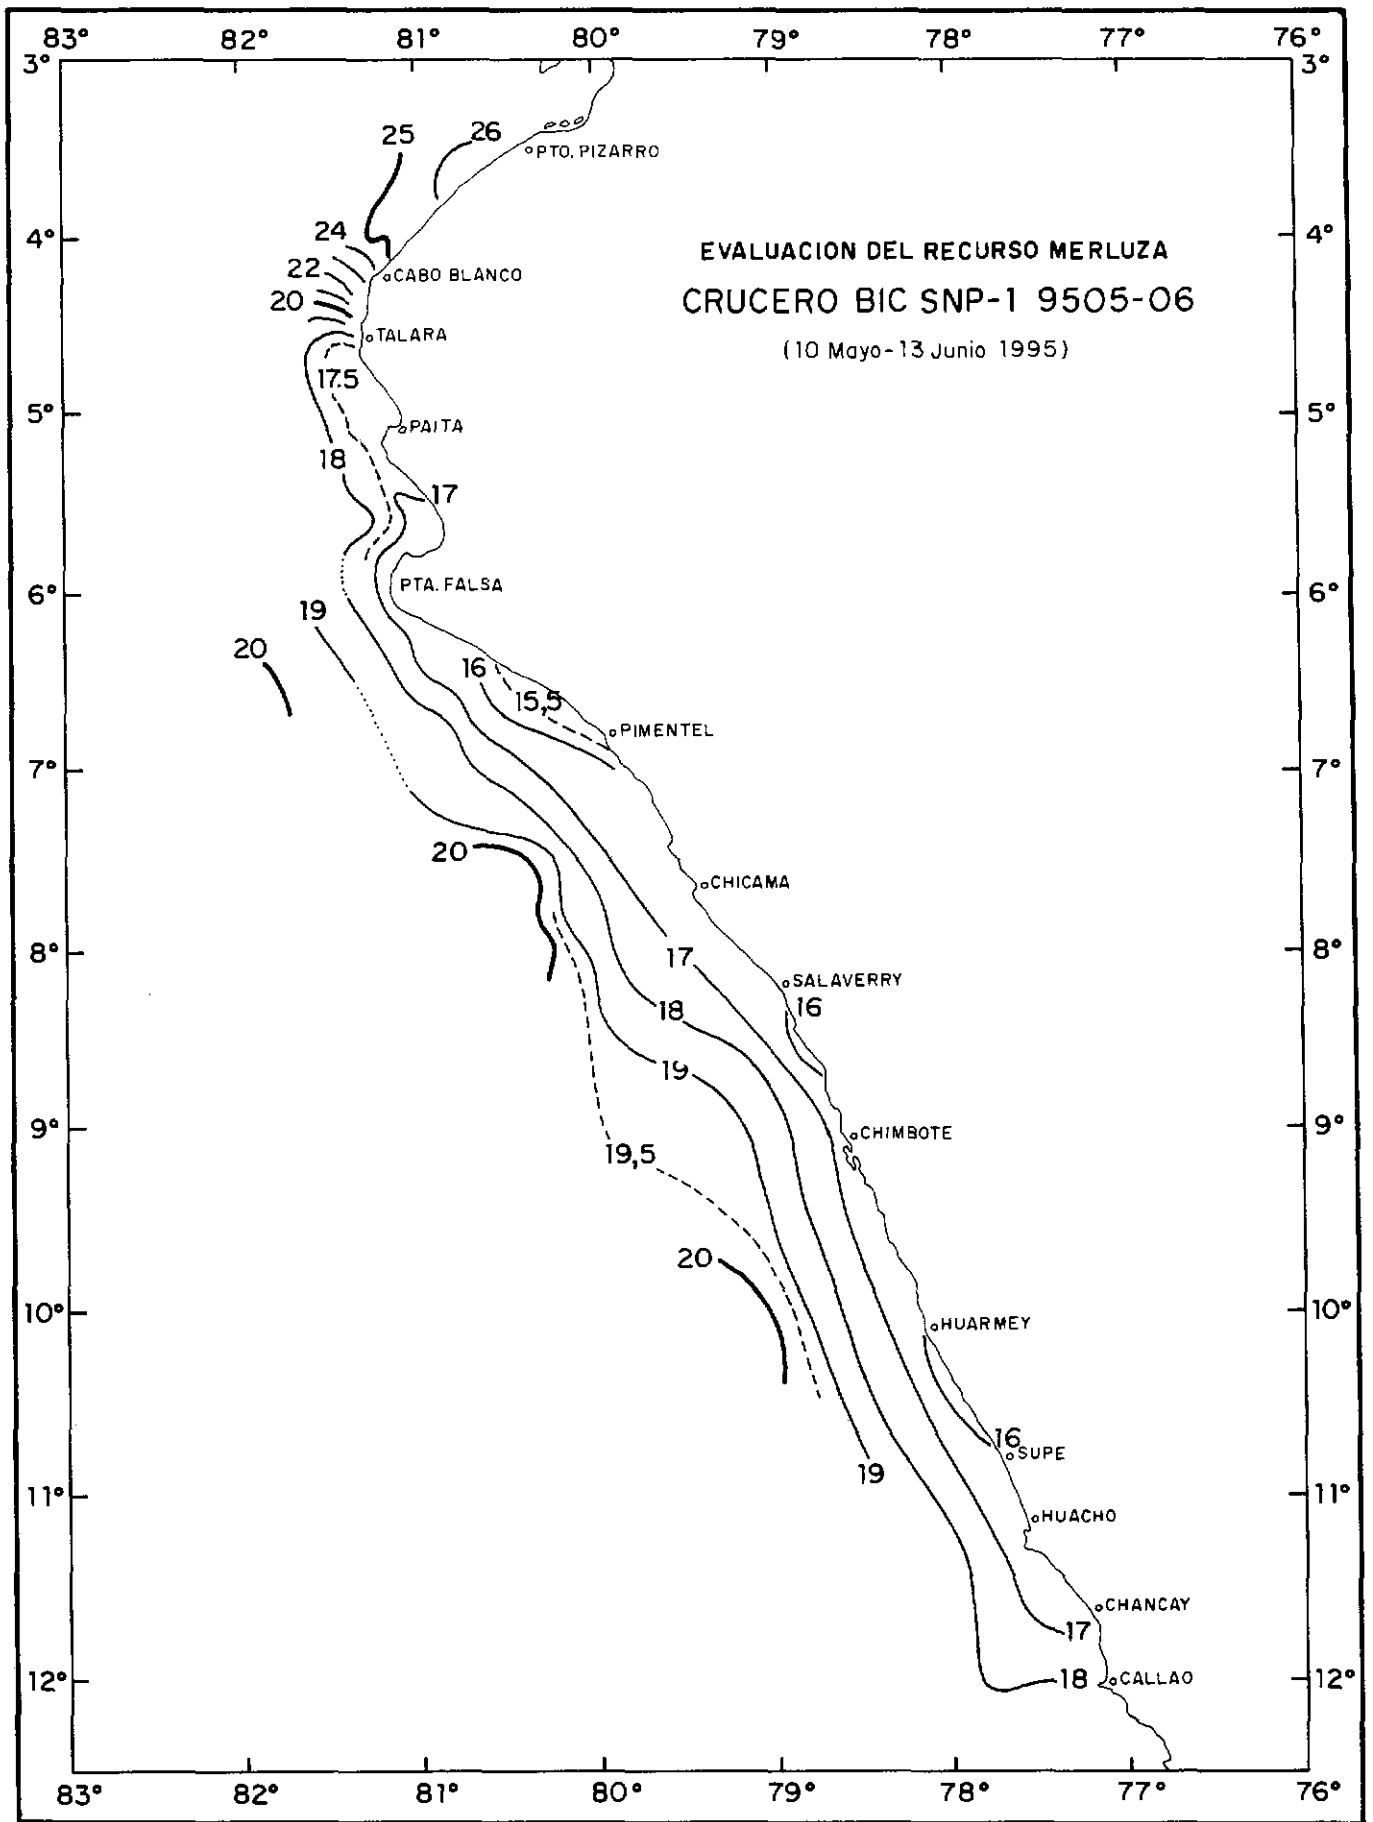 83° 82° 81° 80° 79° 78° 77° 76°
3° 3°
25 26
PTO. PIZARRO
24
4° 4°
EVALUACION DEL RECURSO MERLUZA
22
CABO BLANCO
20
CRUCERO BIC SNP-1 9505-06
TALARA
(10 Mayo-13 Junio 1995)
17.5
5° 5°
PAITA
18
17
PTA. FALSA
6° 6°
19
20
16
15,5
PIMENTEL
7° 7°
20
CHICAMA
8° 8°
17
SALAVERRY
16
18
19
9° 9°
CHIMBOTE
19,5
20
10° 10°
HUARMEY
16
SUPE
19
11° 11°
HUACHO
CHANCAY
17
12° 12°
18
CALLAO
83° 82° 81° 80° 79° 78° 77° 76°